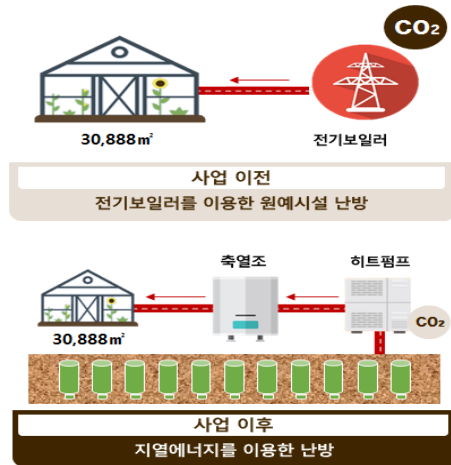 CO₂
30,888㎡
전기보일러
사업 이전
전기보일러를 이용한 원예시설 난방
축열조
히트펌프
CO₂
30,888㎡
사업 이후
지열에너지를 이용한 난방